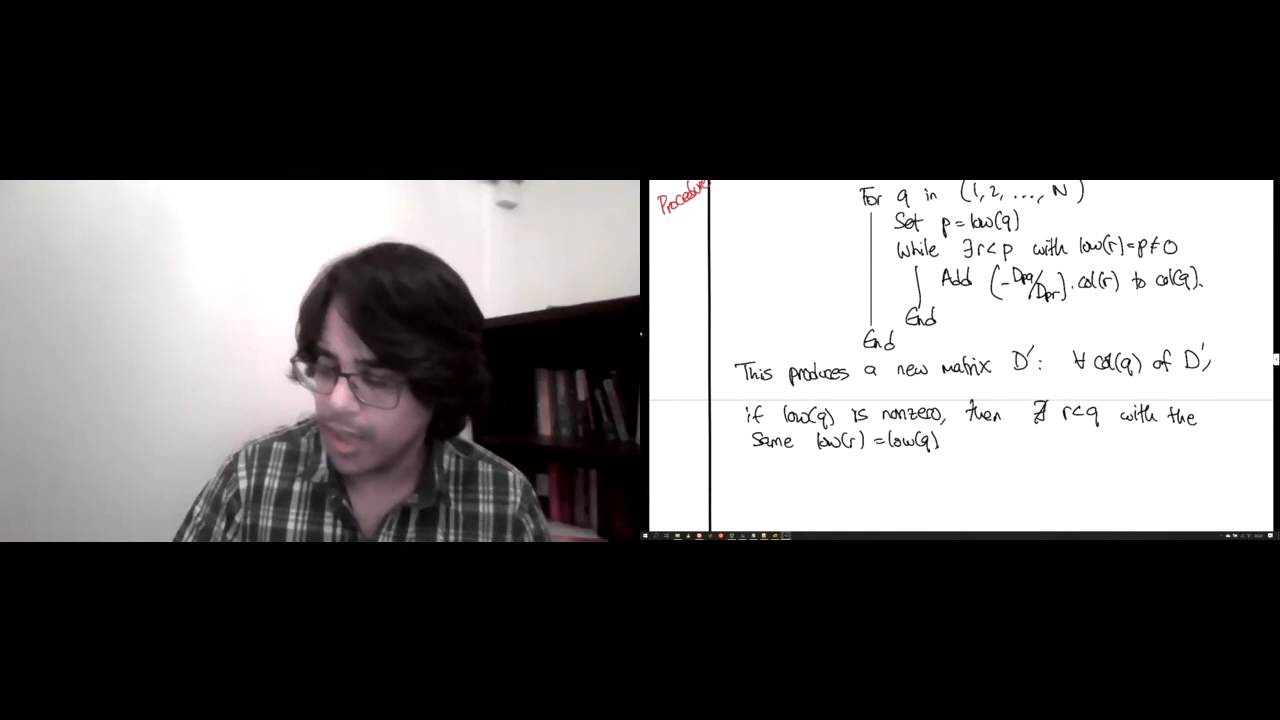 Procedure
For q in (1, 2, ..., N)
Set p = low(q)
While ∃ r < p with low(r) = p ≠ 0
Add (-Dpq/Dpr) . col(r) to col(q).
End
End
This produces a new matrix D′ : ∀ col(q) of D′,
if low(q) is nonzero, then ∄ r < q with the
same low(r) = low(q)